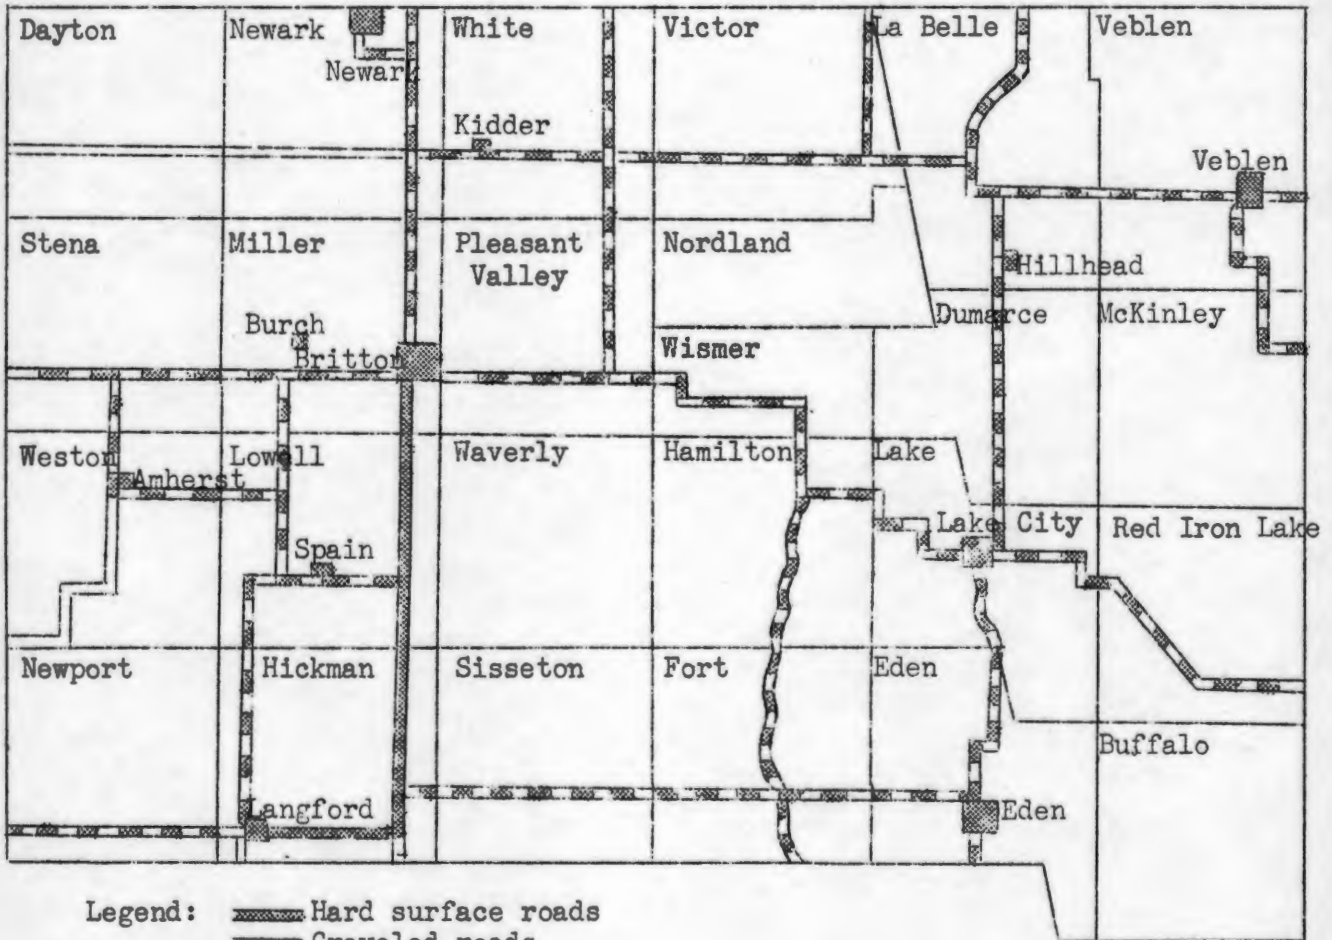 Dayton Newark White Victor La Belle Veblen
Newark
Kidder
Veblen
Stena Miller Pleasant Valley Nordland
Hillhead
Burch
Dumarce McKinley
Britton
Wismer
Weston Lowell Waverly Hamilton Lake
Amherst
Lake City Red Iron Lake
Spain
Newport Hickman Sisseton Fort Eden
Buffalo
Langford
Eden
Legend: Hard surface roads
Graveled roads